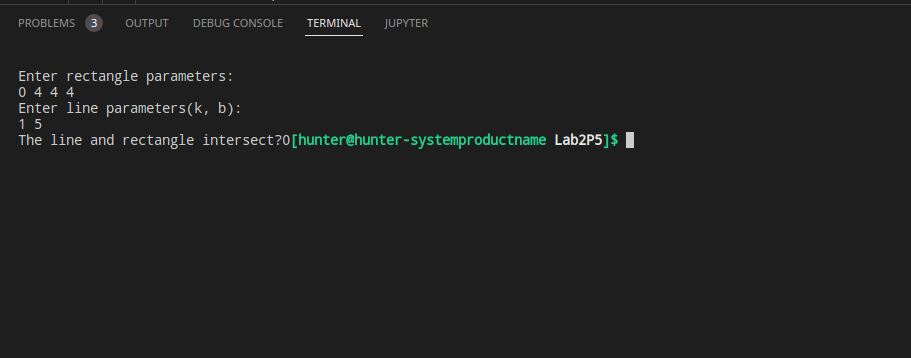 PROBLEMS 3 OUTPUT DEBUG CONSOLE TERMINAL JUPYTER
Enter rectangle parameters:
0 4 4 4
Enter line parameters(k, b):
1 5
The line and rectangle intersect?0[hunter@hunter-systemproductname Lab2P5]$